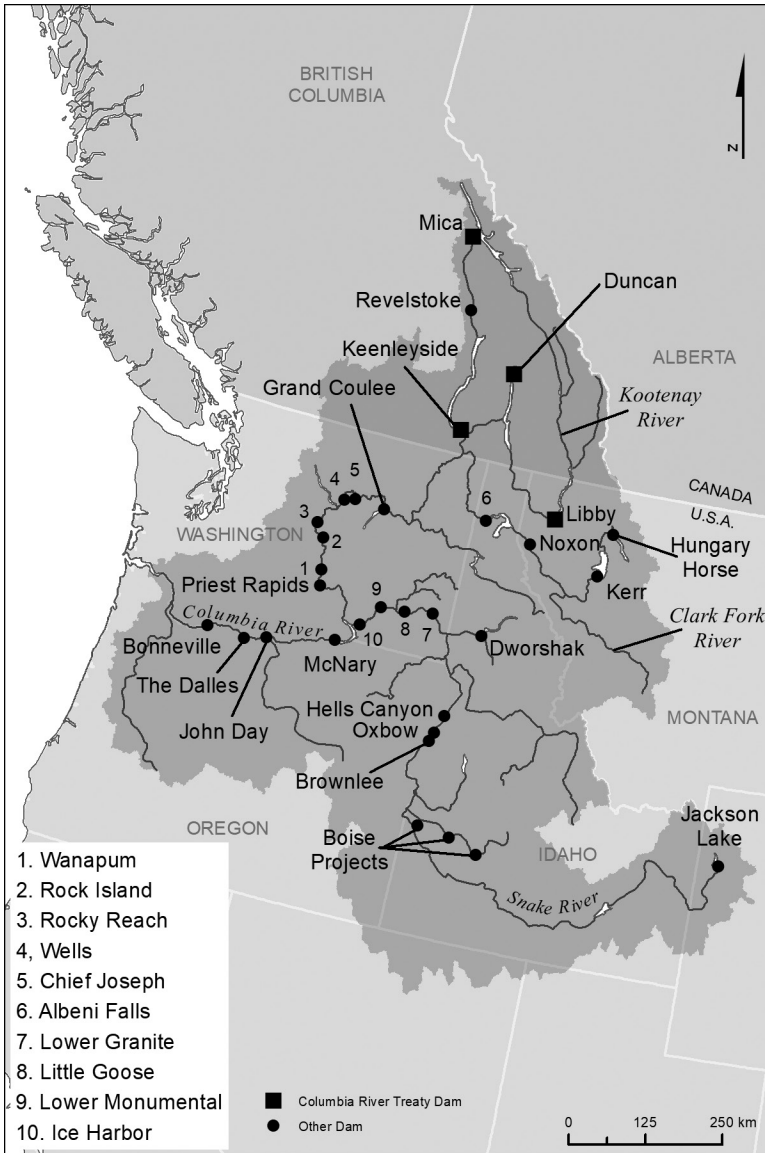 BRITISH
COLUMBIA
N
Mica
Duncan
Revelstoke
Keenleyside
ALBERTA
Grand Coulee
Kootenay
River
4
5
CANADA
3
6
U.S.A.
WASHINGTON
Libby
2
Noxon
Hungary
Horse
1
Priest Rapids
Kerr
9
Columbia River
8
7
Clark Fork
River
10
Bonneville
McNary
Dworshak
The Dalles
John Day
Hells Canyon
Oxbow
MONTANA
Brownlee
OREGON
Boise
Projects
IDAHO
Jackson
Lake
Snake River
1. Wanapum
2. Rock Island
3. Rocky Reach
4, Wells
5. Chief Joseph
6. Albeni Falls
7. Lower Granite
8. Little Goose
9. Lower Monumental
10. Ice Harbor
Columbia River Treaty Dam
Other Dam
0 125 250 km